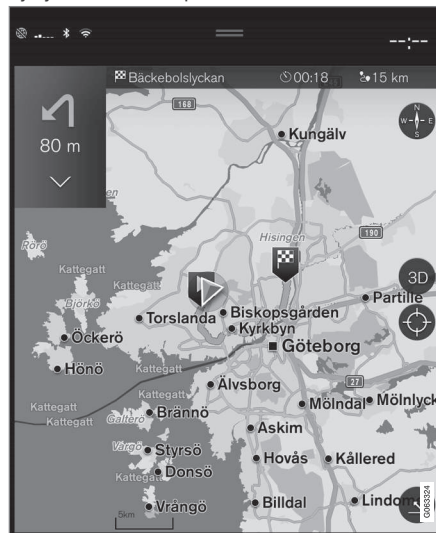 --:--
Bäckebolslyckan 00:18 15 km
80 m
168
Kungälv
W E
S
Rörö
Hisingen
190
Kattegatt
Kattegatt
3D
Björkö
Partille
Torslanda
Biskopsgården
Öckerö
Kyrkbyn
Göteborg
Hönö
Kattegatt
Älvsborg
27
Kattegatt
Galterö
Brännö
Mölndal
Mölnlyck
Kattegatt
Askim
Vargö
Styrsö
Hovås
Kållered
Donsö
Kattegatt
Vrångö
Billdal
Lindom
5km
G063324